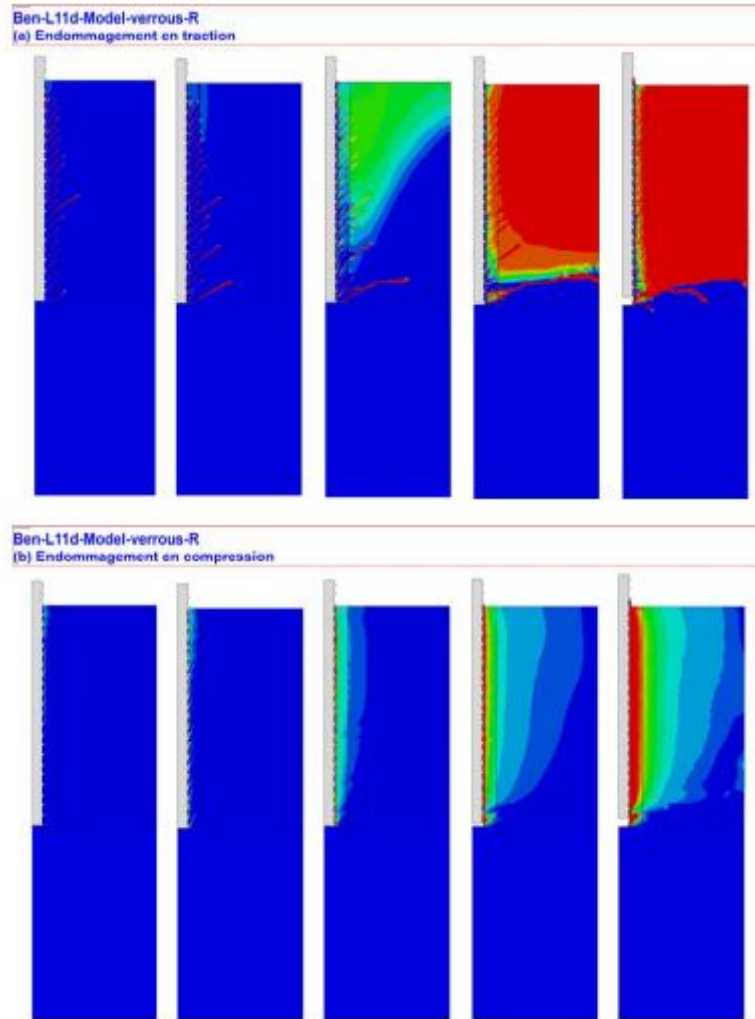 Ben-L11d-Model-verrous-R
(a) Endommagement en traction
Ben-L11d-Model-verrous-R
(b) Endommagement en compression